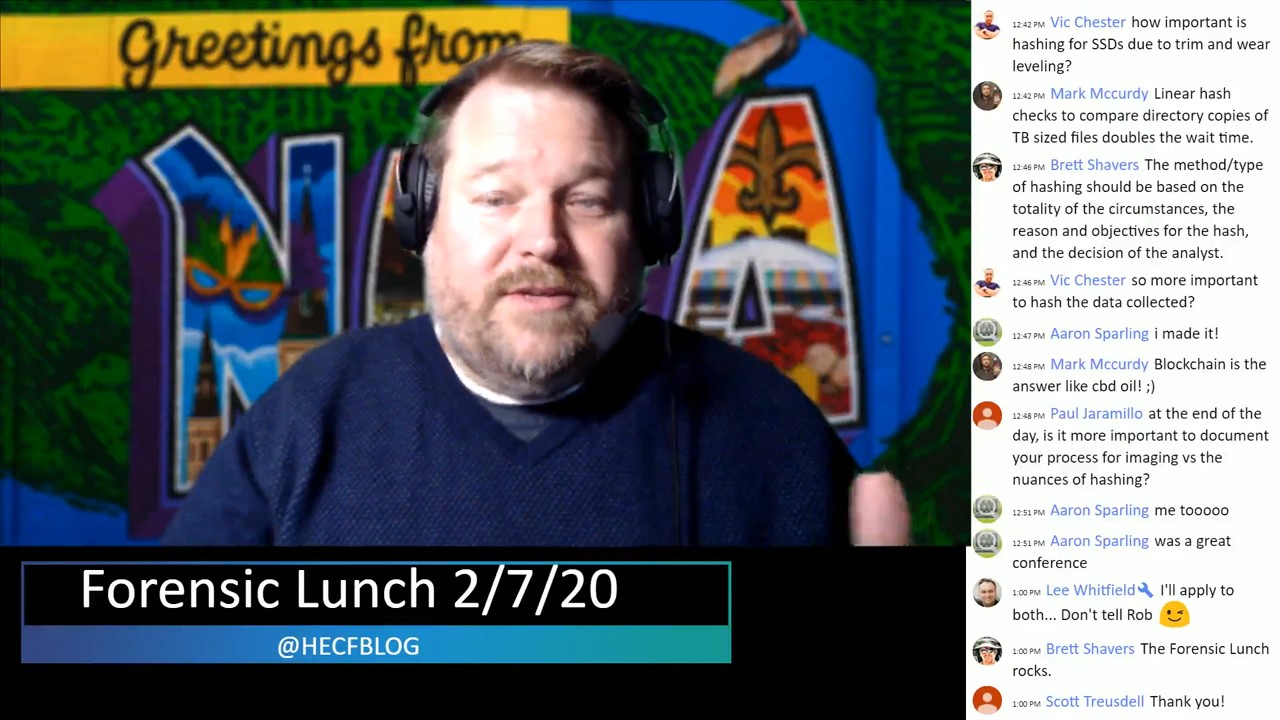 Greetings from
NOLA
Forensic Lunch 2/7/20
@HECFBLOG
12:42 PM Vic Chester how important is
hashing for SSDs due to trim and wear
leveling?
12:42 PM Mark Mccurdy Linear hash
checks to compare directory copies of
TB sized files doubles the wait time.
12:46 PM Brett Shavers The method/type
of hashing should be based on the
totality of the circumstances, the
reason and objectives for the hash,
and the decision of the analyst.
12:46 PM Vic Chester so more important
to hash the data collected?
12:47 PM Aaron Sparling i made it!
12:48 PM Mark Mccurdy Blockchain is the
answer like cbd oil! ;)
12:48 PM Paul Jaramillo at the end of the
day, is it more important to document
your process for imaging vs the
nuances of hashing?
12:51 PM Aaron Sparling me tooooo
12:51 PM Aaron Sparling was a great
conference
1:00 PM Lee Whitfield I'll apply to
both... Don't tell Rob 😉
1:00 PM Brett Shavers The Forensic Lunch
rocks.
1:00 PM Scott Treusdell Thank you!